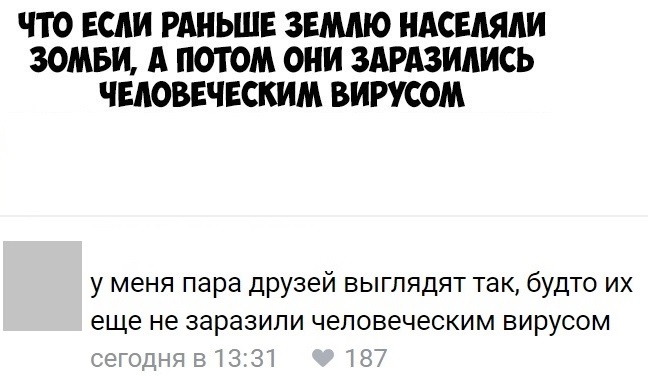 ЧТО ЕСЛИ РАНЬШЕ ЗЕМЛЮ НАСЕЛЯЛИ
ЗОМБИ, А ПОТОМ ОНИ ЗАРАЗИЛИСЬ
ЧЕЛОВЕЧЕСКИМ ВИРУСОМ
у меня пара друзей выглядят так, будто их
еще не заразили человеческим вирусом
сегодня в 13:31 187